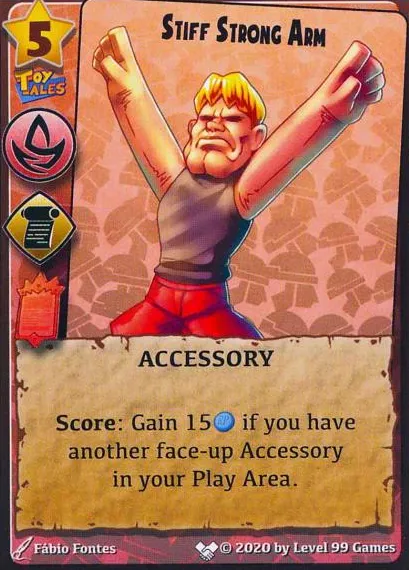 5
STIFF STRONG ARM
TOY
TALES
ACCESSORY
Score: Gain 15 if you have
another face-up Accessory
in your Play Area.
Fábio Fontes
© 2020 by Level 99 Games